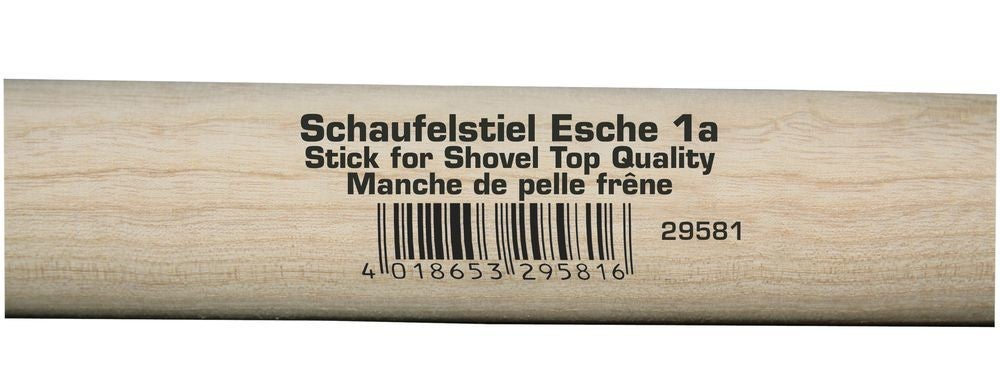 Schaufelstiel Esche 1a
Stick for Shovel Top Quality
Manche de pelle frêne
29581
4 018653 295816